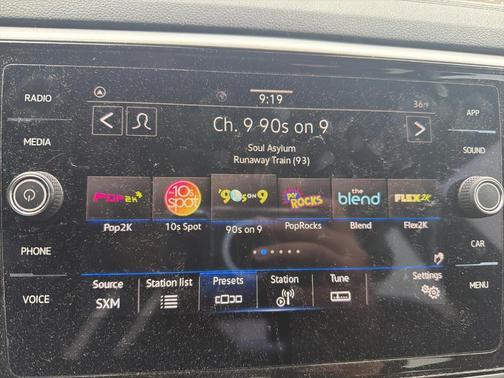 9:19
36°F
RADIO
MEDIA
PHONE
VOICE
APP
SOUND
CAR
MENU
Ch. 9 90s on 9
Soul Asylum
Runaway Train (93)
POP2K
10s spot
'90s ON 9
pop ROCKS
the blend
FLEX2K
Pop2K
10s Spot
90s on 9
PopRocks
Blend
Flex2K
Source
SXM
Station list
Presets
Station
Tune
Settings